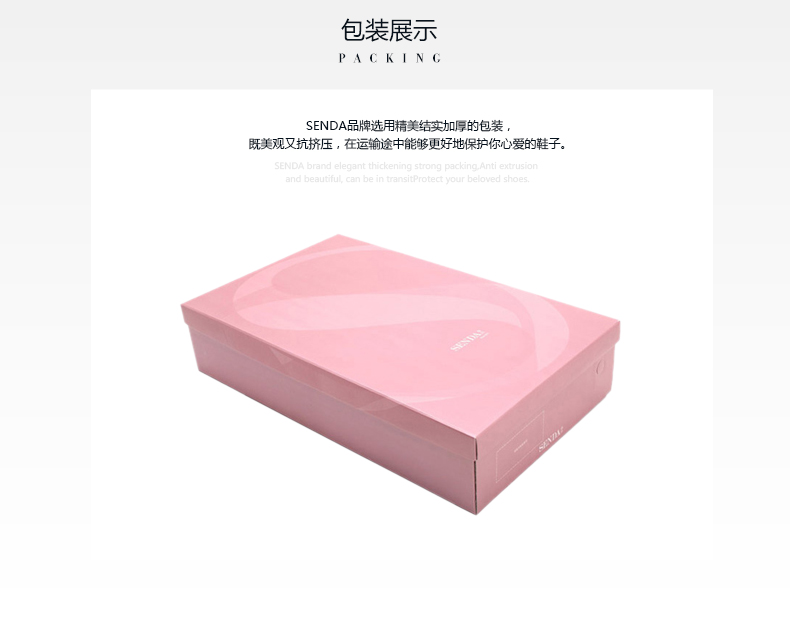 包装展示
PACKING
SENDA品牌选用精美结实加厚的包装，
既美观又抗挤压，在运输途中能够更好地保护你心爱的鞋子。
SENDA brand elegant thickening strong packing,Anti extrusion
and beautiful, can be in transitProtect your beloved shoes.
SENDA!
SENDA!